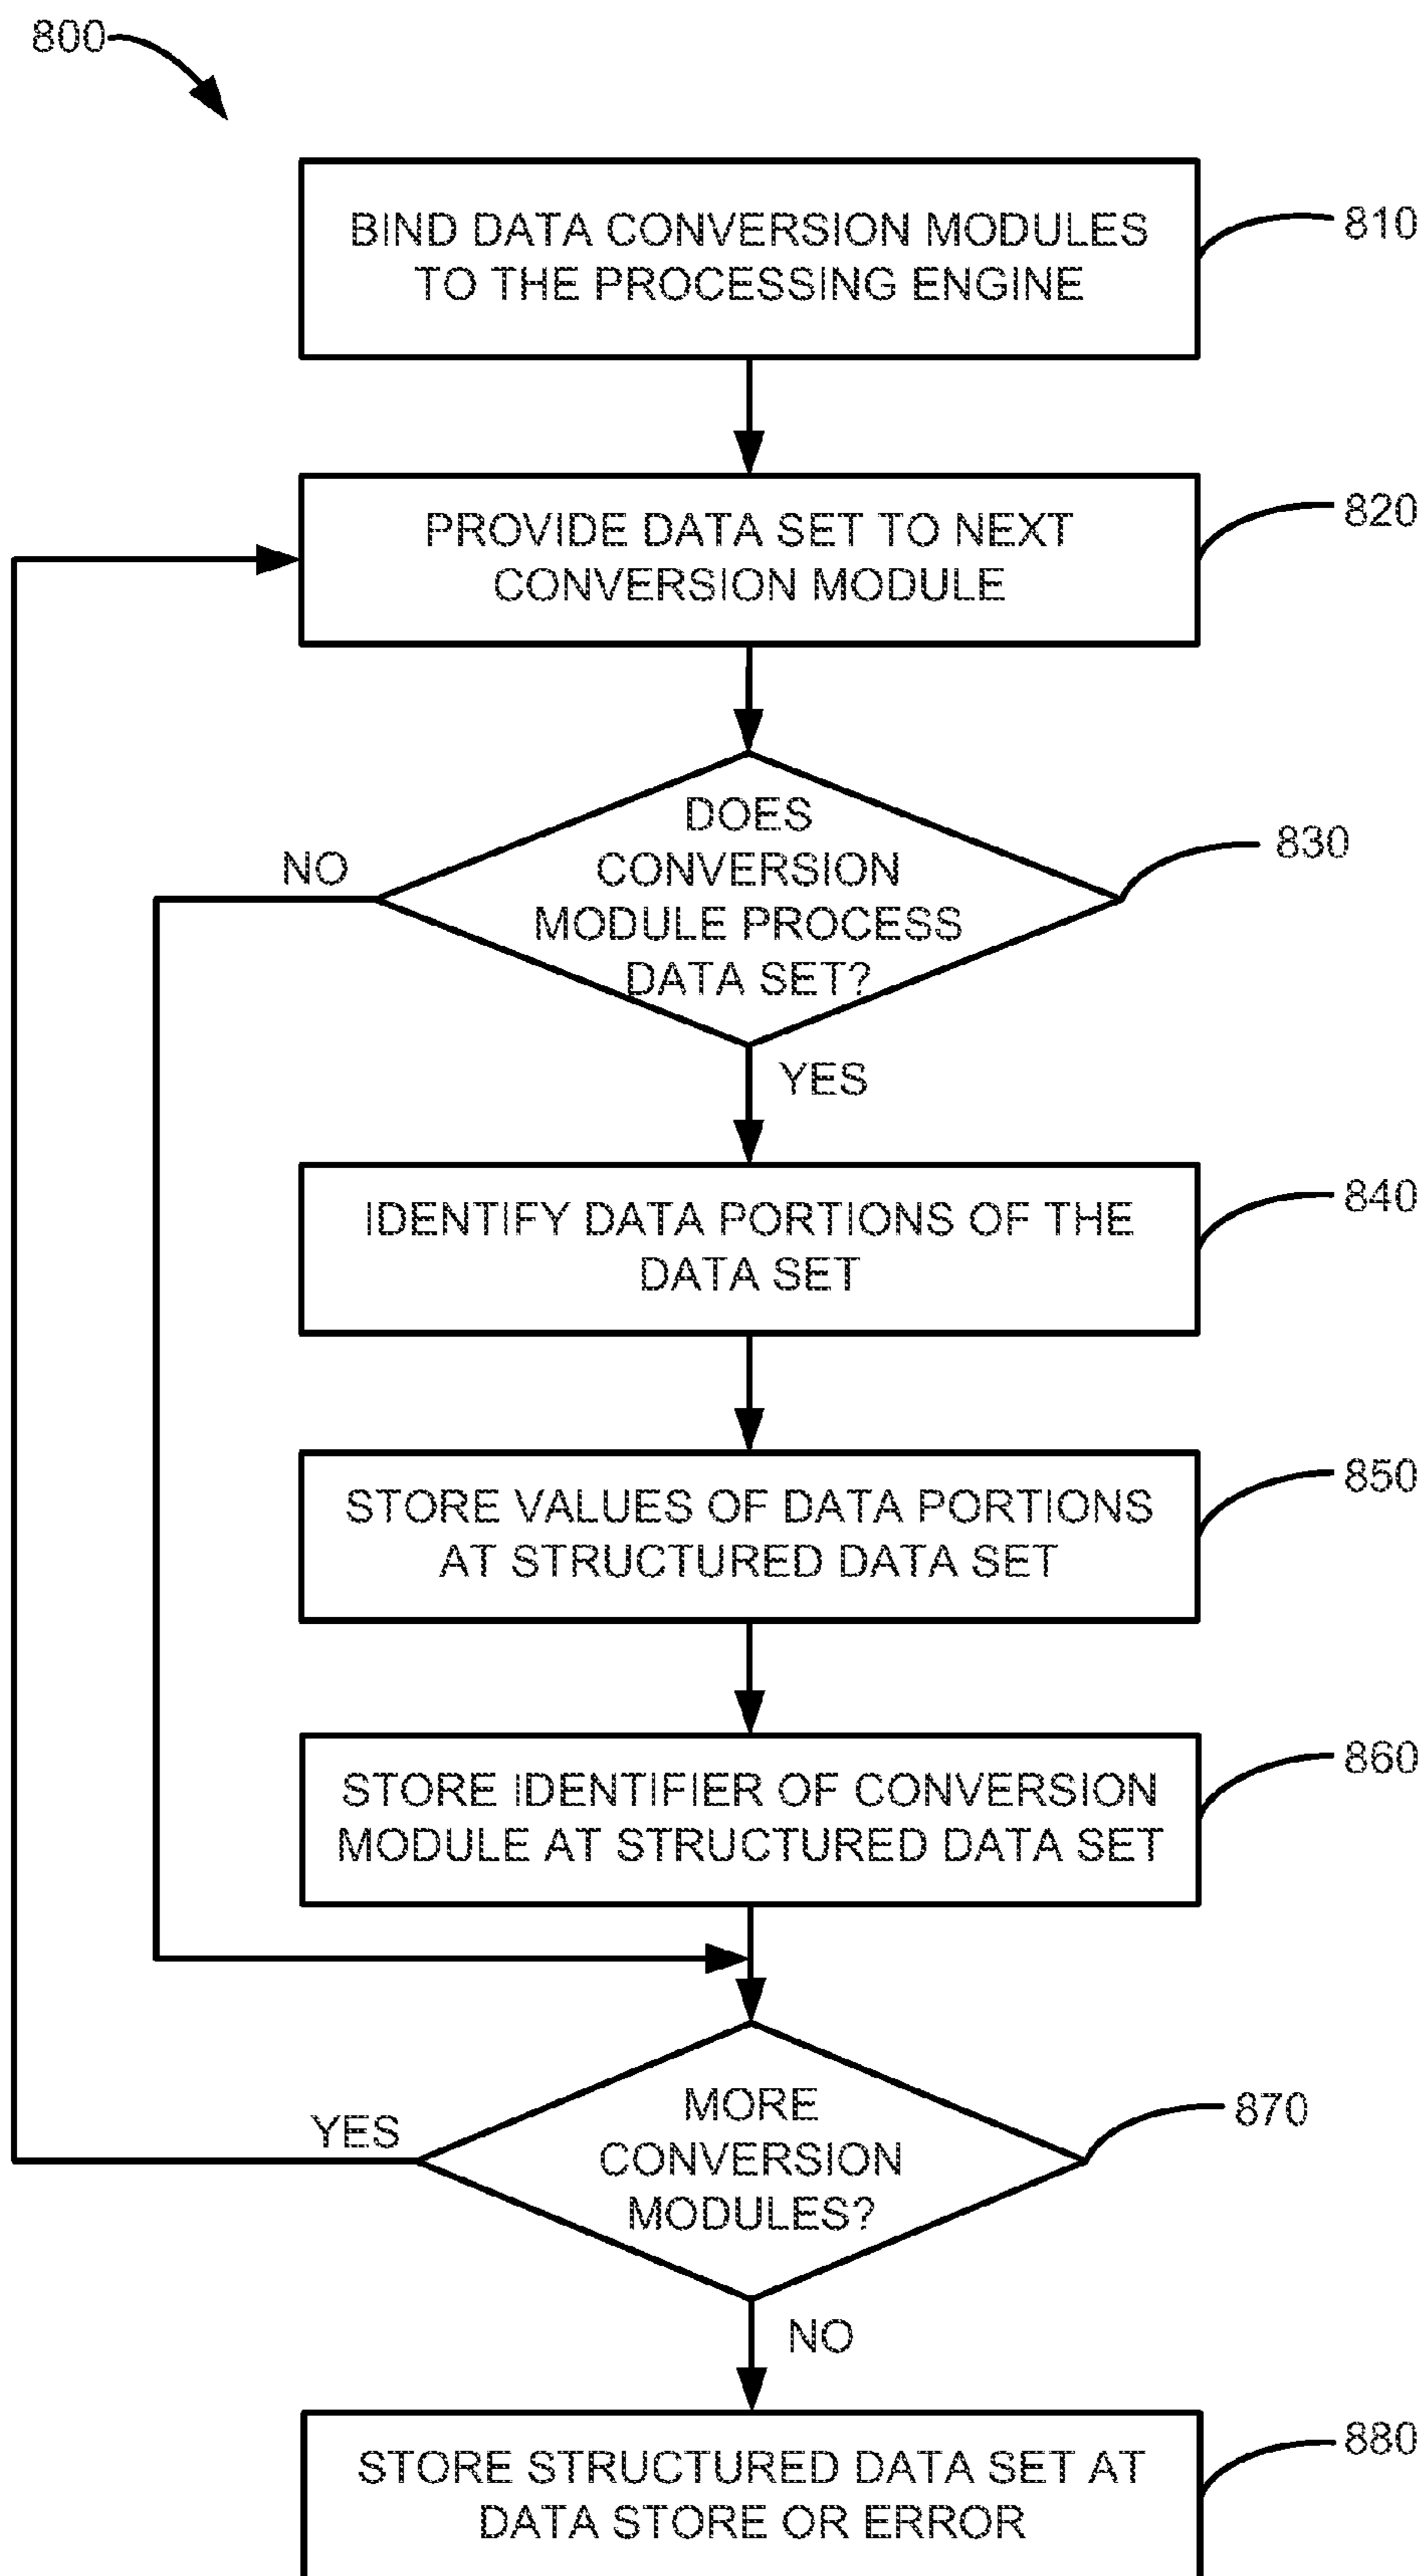 800
BIND DATA CONVERSION MODULES
TO THE PROCESSING ENGINE
810
PROVIDE DATA SET TO NEXT
CONVERSION MODULE
820
DOES
CONVERSION
MODULE PROCESS
DATA SET?
830
NO
YES
IDENTIFY DATA PORTIONS OF THE
DATA SET
840
STORE VALUES OF DATA PORTIONS
AT STRUCTURED DATA SET
850
STORE IDENTIFIER OF CONVERSION
MODULE AT STRUCTURED DATA SET
860
MORE
CONVERSION
MODULES?
870
YES
NO
STORE STRUCTURED DATA SET AT
DATA STORE OR ERROR
880